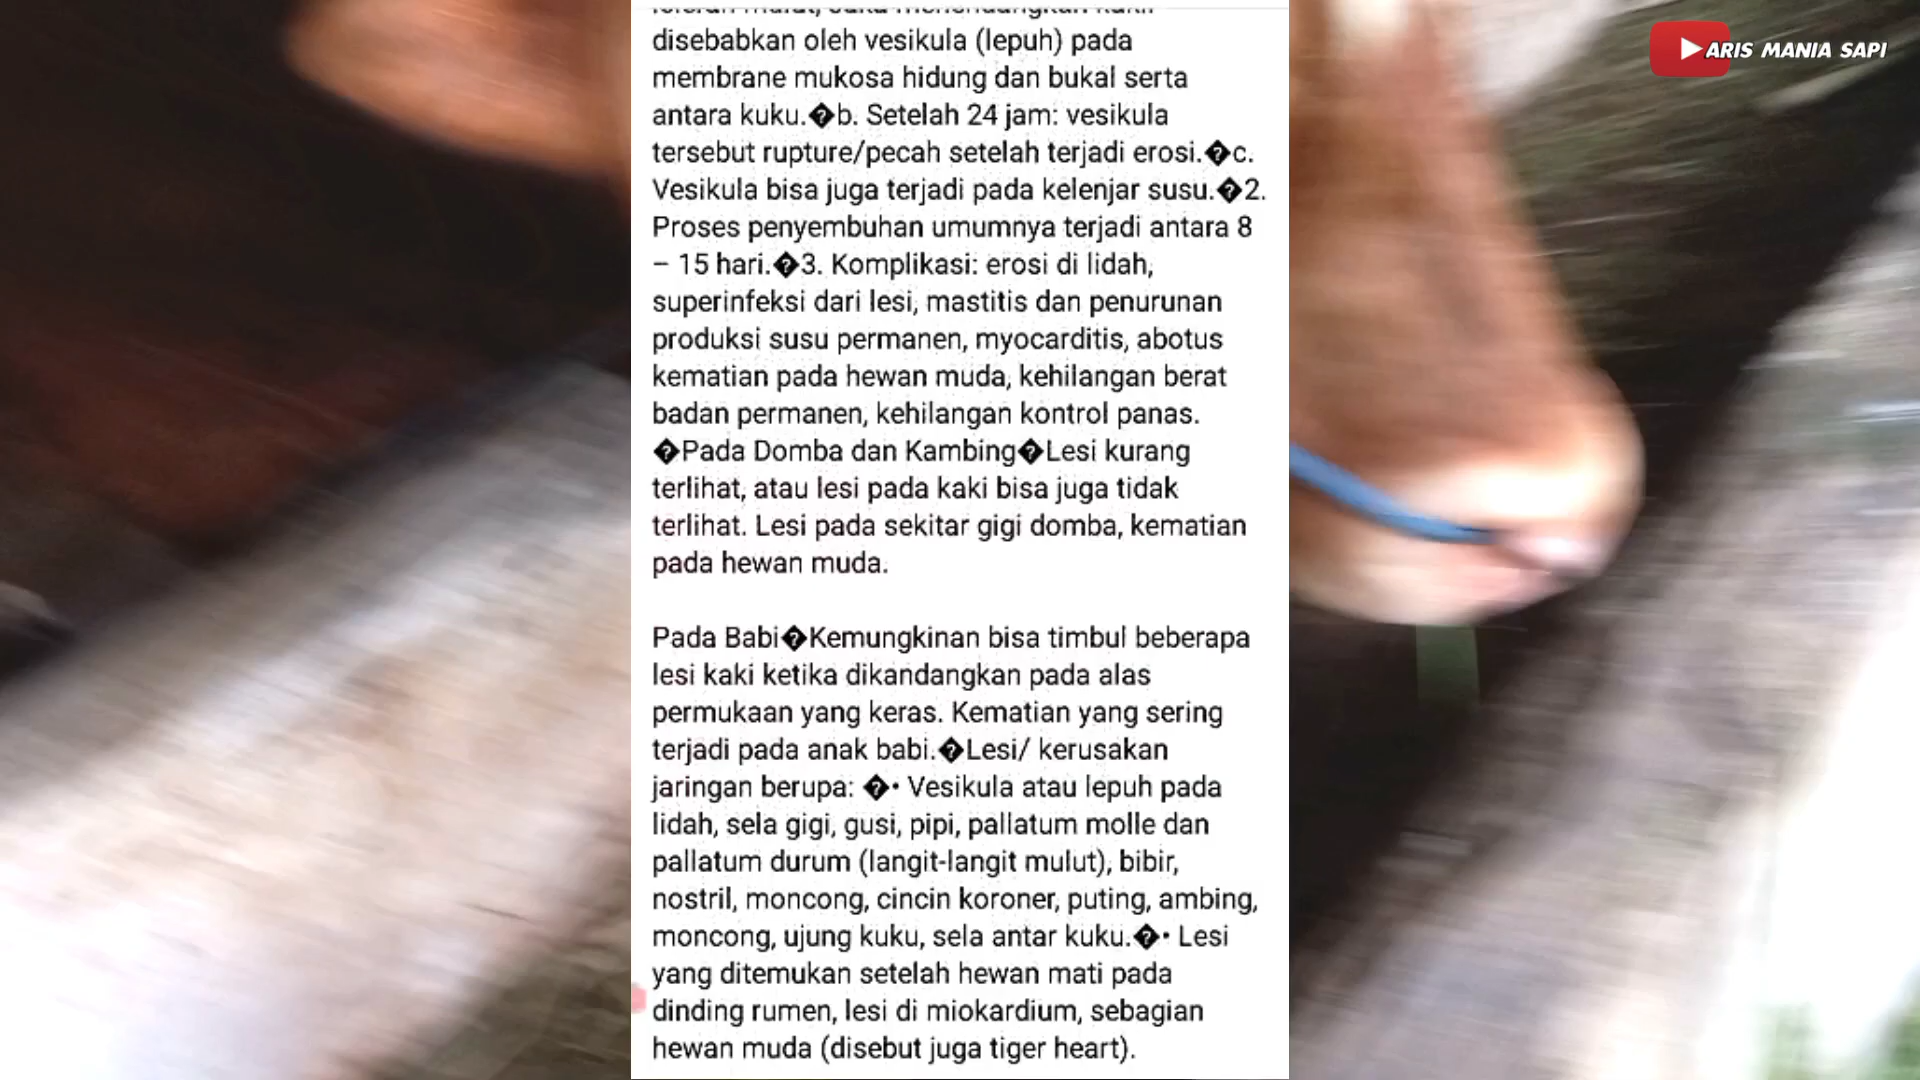 disebabkan oleh vesikula (lepuh) pada
membrane mukosa hidung dan bukal serta
antara kuku.�b. Setelah 24 jam: vesikula
tersebut rupture/pecah setelah terjadi erosi.�c.
Vesikula bisa juga terjadi pada kelenjar susu.�2.
Proses penyembuhan umumnya terjadi antara 8
– 15 hari.�3. Komplikasi: erosi di lidah,
superinfeksi dari lesi, mastitis dan penurunan
produksi susu permanen, myocarditis, abotus
kematian pada hewan muda, kehilangan berat
badan permanen, kehilangan kontrol panas.
�Pada Domba dan Kambing�Lesi kurang
terlihat, atau lesi pada kaki bisa juga tidak
terlihat. Lesi pada sekitar gigi domba, kematian
pada hewan muda.
Pada Babi�Kemungkinan bisa timbul beberapa
lesi kaki ketika dikandangkan pada alas
permukaan yang keras. Kematian yang sering
terjadi pada anak babi.�Lesi/ kerusakan
jaringan berupa: �• Vesikula atau lepuh pada
lidah, sela gigi, gusi, pipi, pallatum molle dan
pallatum durum (langit-langit mulut), bibir,
nostril, moncong, cincin koroner, puting, ambing,
moncong, ujung kuku, sela antar kuku.�• Lesi
yang ditemukan setelah hewan mati pada
dinding rumen, lesi di miokardium, sebagian
hewan muda (disebut juga tiger heart).
ARIS MANIA SAPI